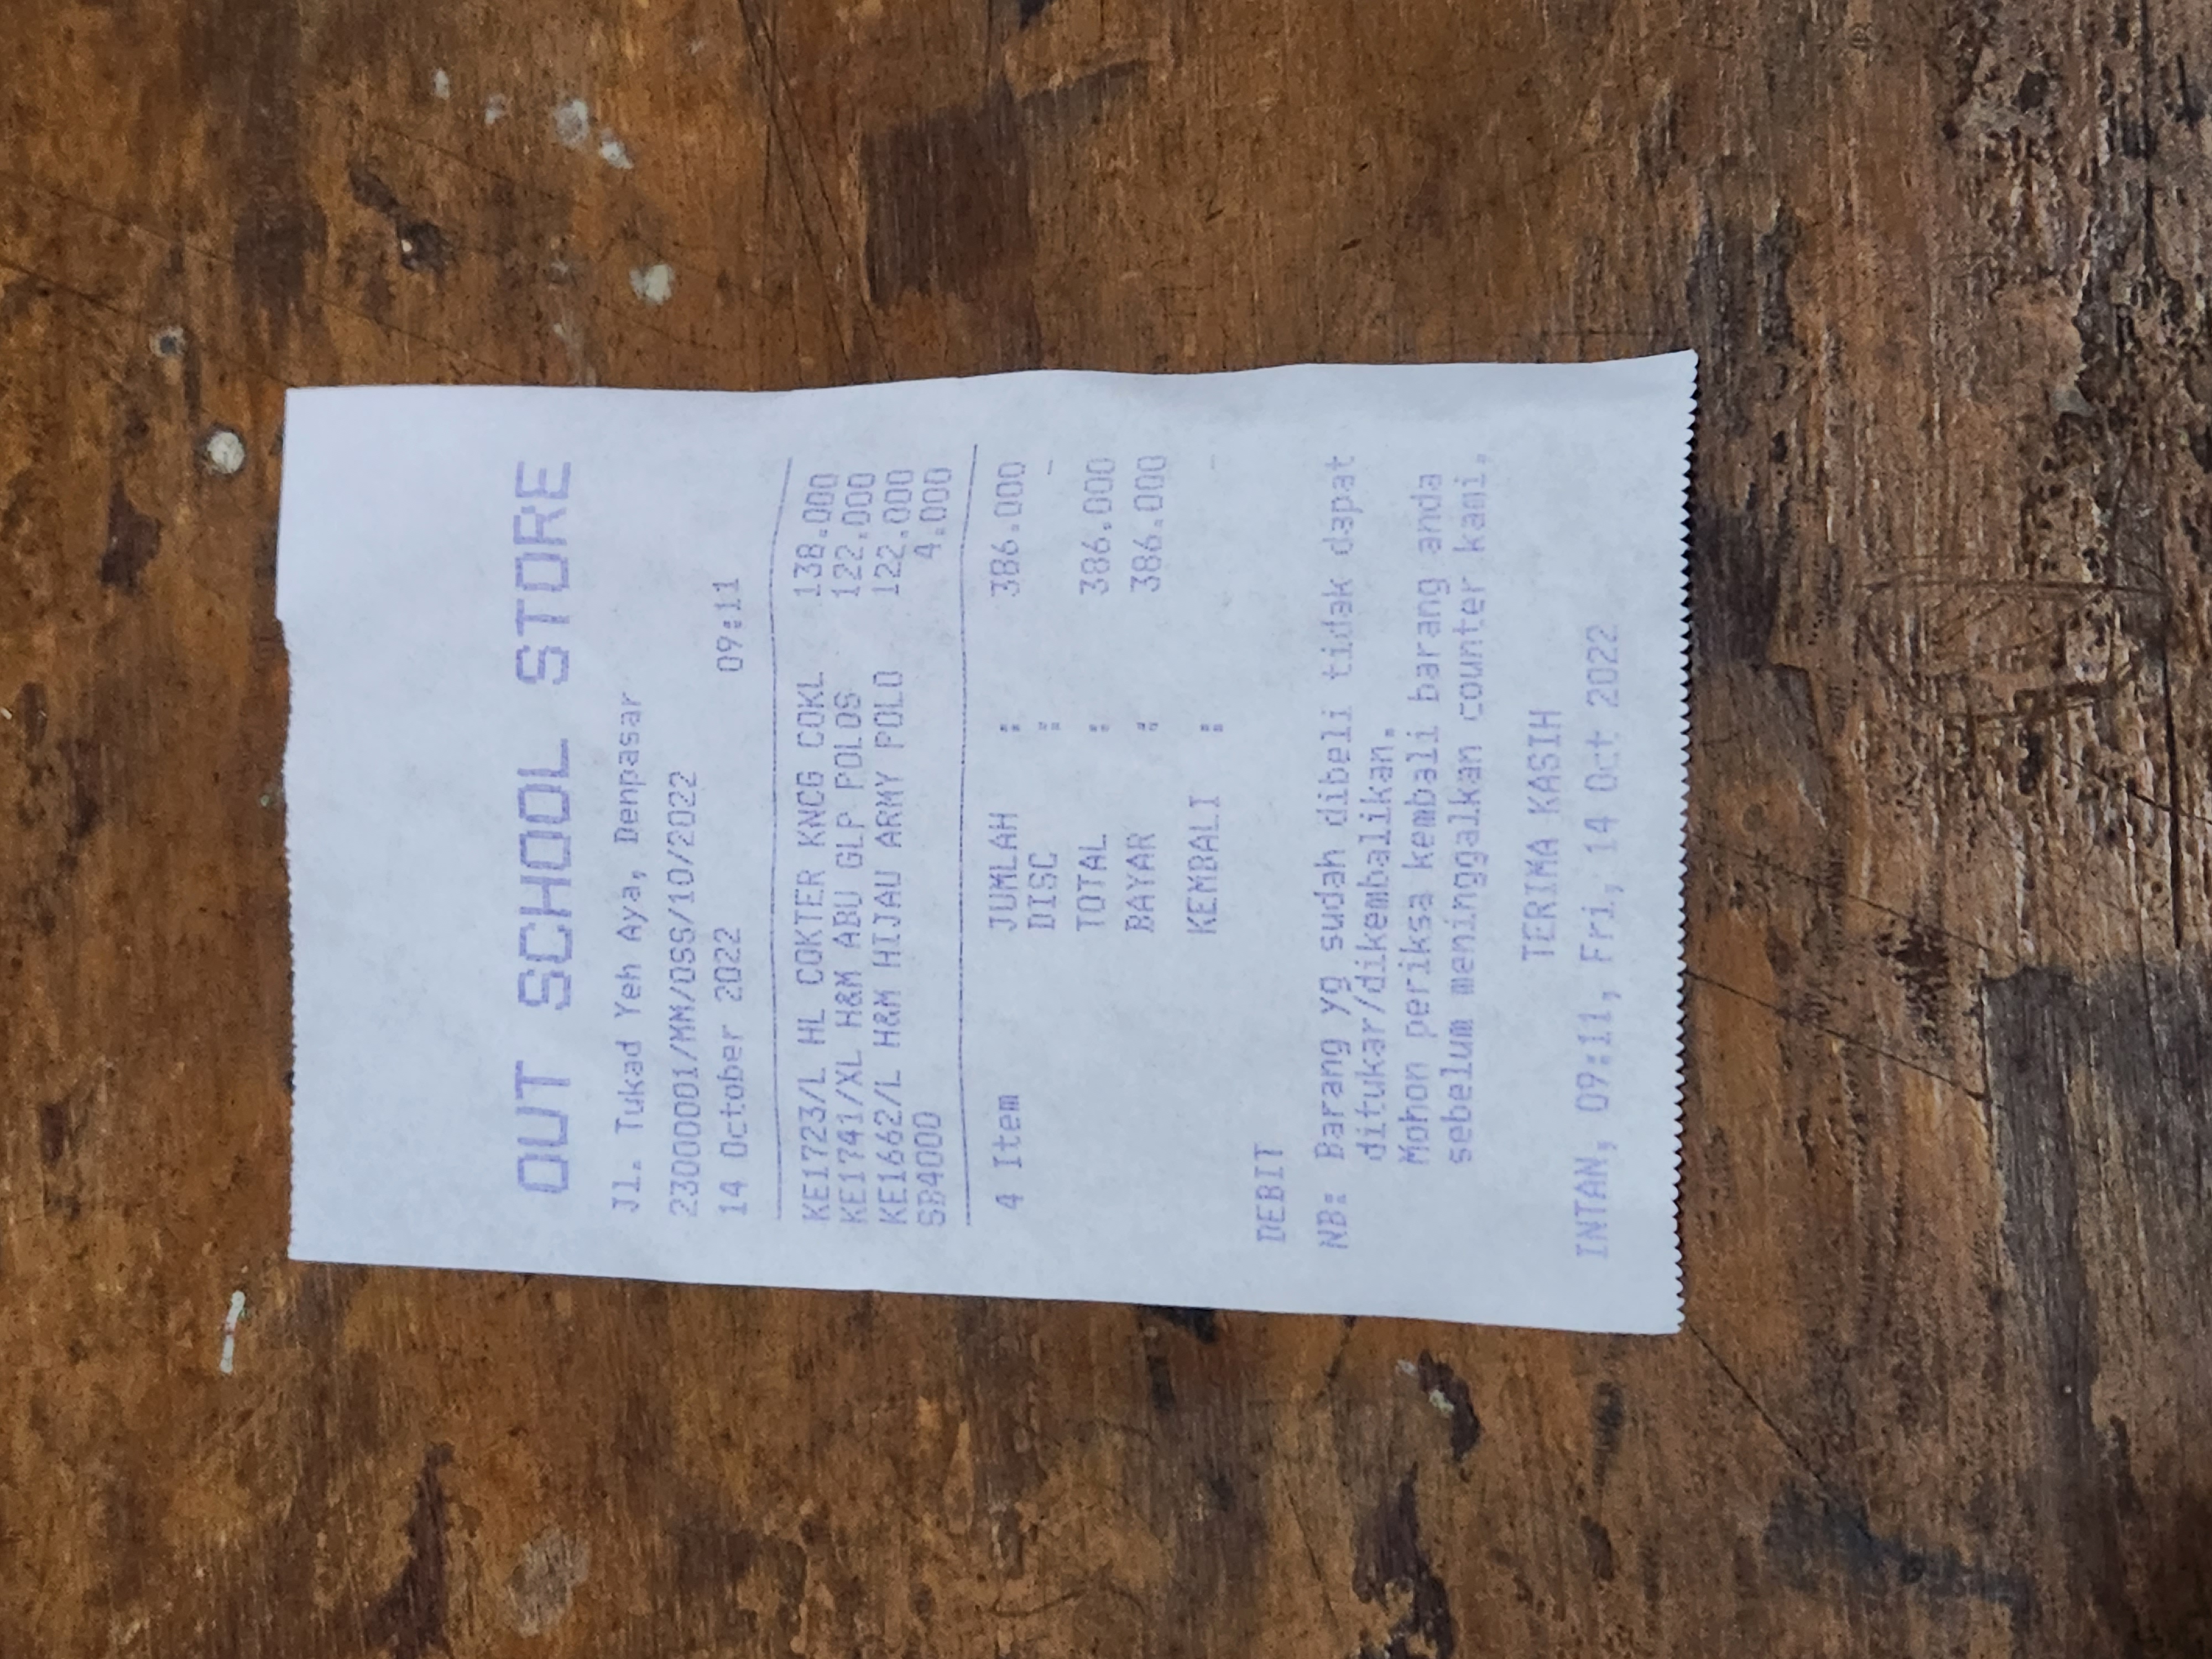 OUT SCHOOL STORE
Jl. Tukad Yeh Aya, Denpasar
23000001/MM/OSS/10/2022
14 October 2022 09:11
KE1723/L HL COKTER KNCG COKL 138.000
KE1741/XL H&M ABU GLP POLOS 122.000
KE1662/L H&M HIJAU ARMY POLO 122.000
SB4000 4.000
4 Item JUMLAH : 386.000
DISC : -
TOTAL : 386.000
BAYAR : 386.000
KEMBALI : -
DEBIT
NB: Barang yg sudah dibeli tidak dapat
ditukar/dikembalikan.
Mohon periksa kembali barang anda
sebelum meninggalkan counter kami.
TERIMA KASIH
INTAN, 09:11, Fri, 14 Oct 2022